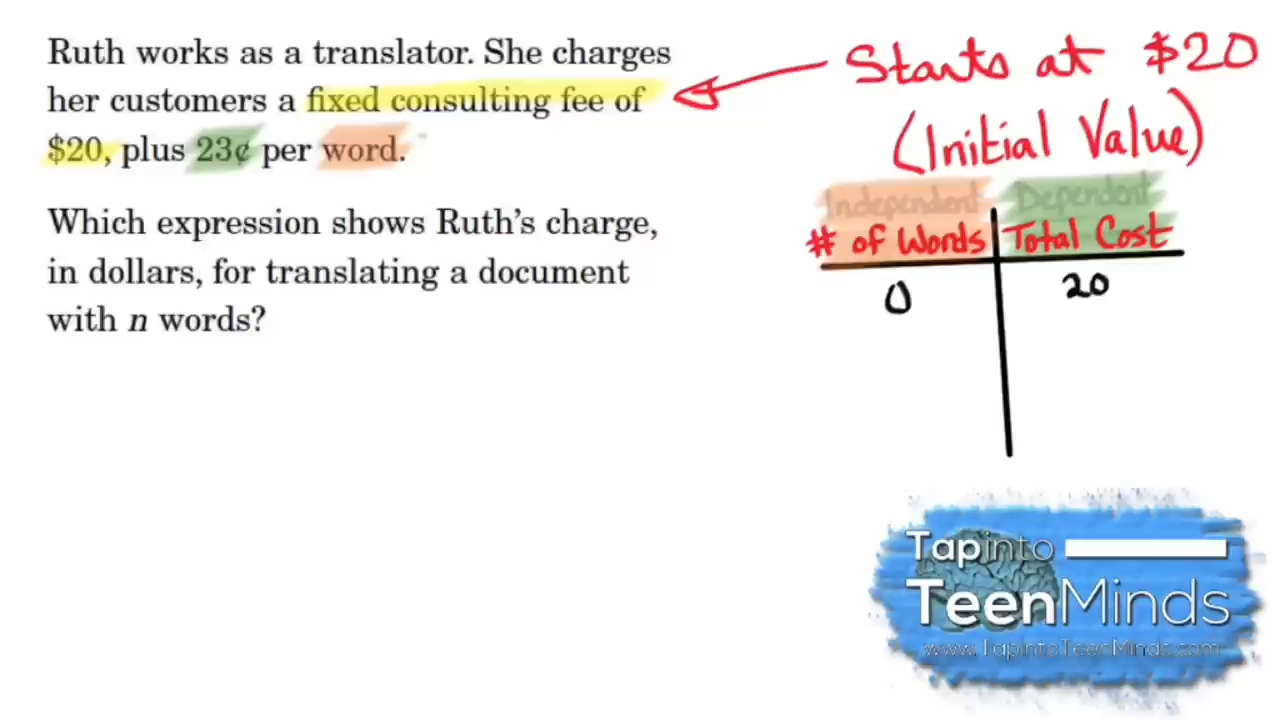 Ruth works as a translator. She charges
her customers a fixed consulting fee of
$20, plus 23¢ per word.
Which expression shows Ruth's charge,
in dollars, for translating a document
with n words?
Starts at $20
(Initial Value)
Independent Dependent
# of Words Total Cost
0 20
Tap into
TeenMinds
www.TapIntoTeenMinds.com